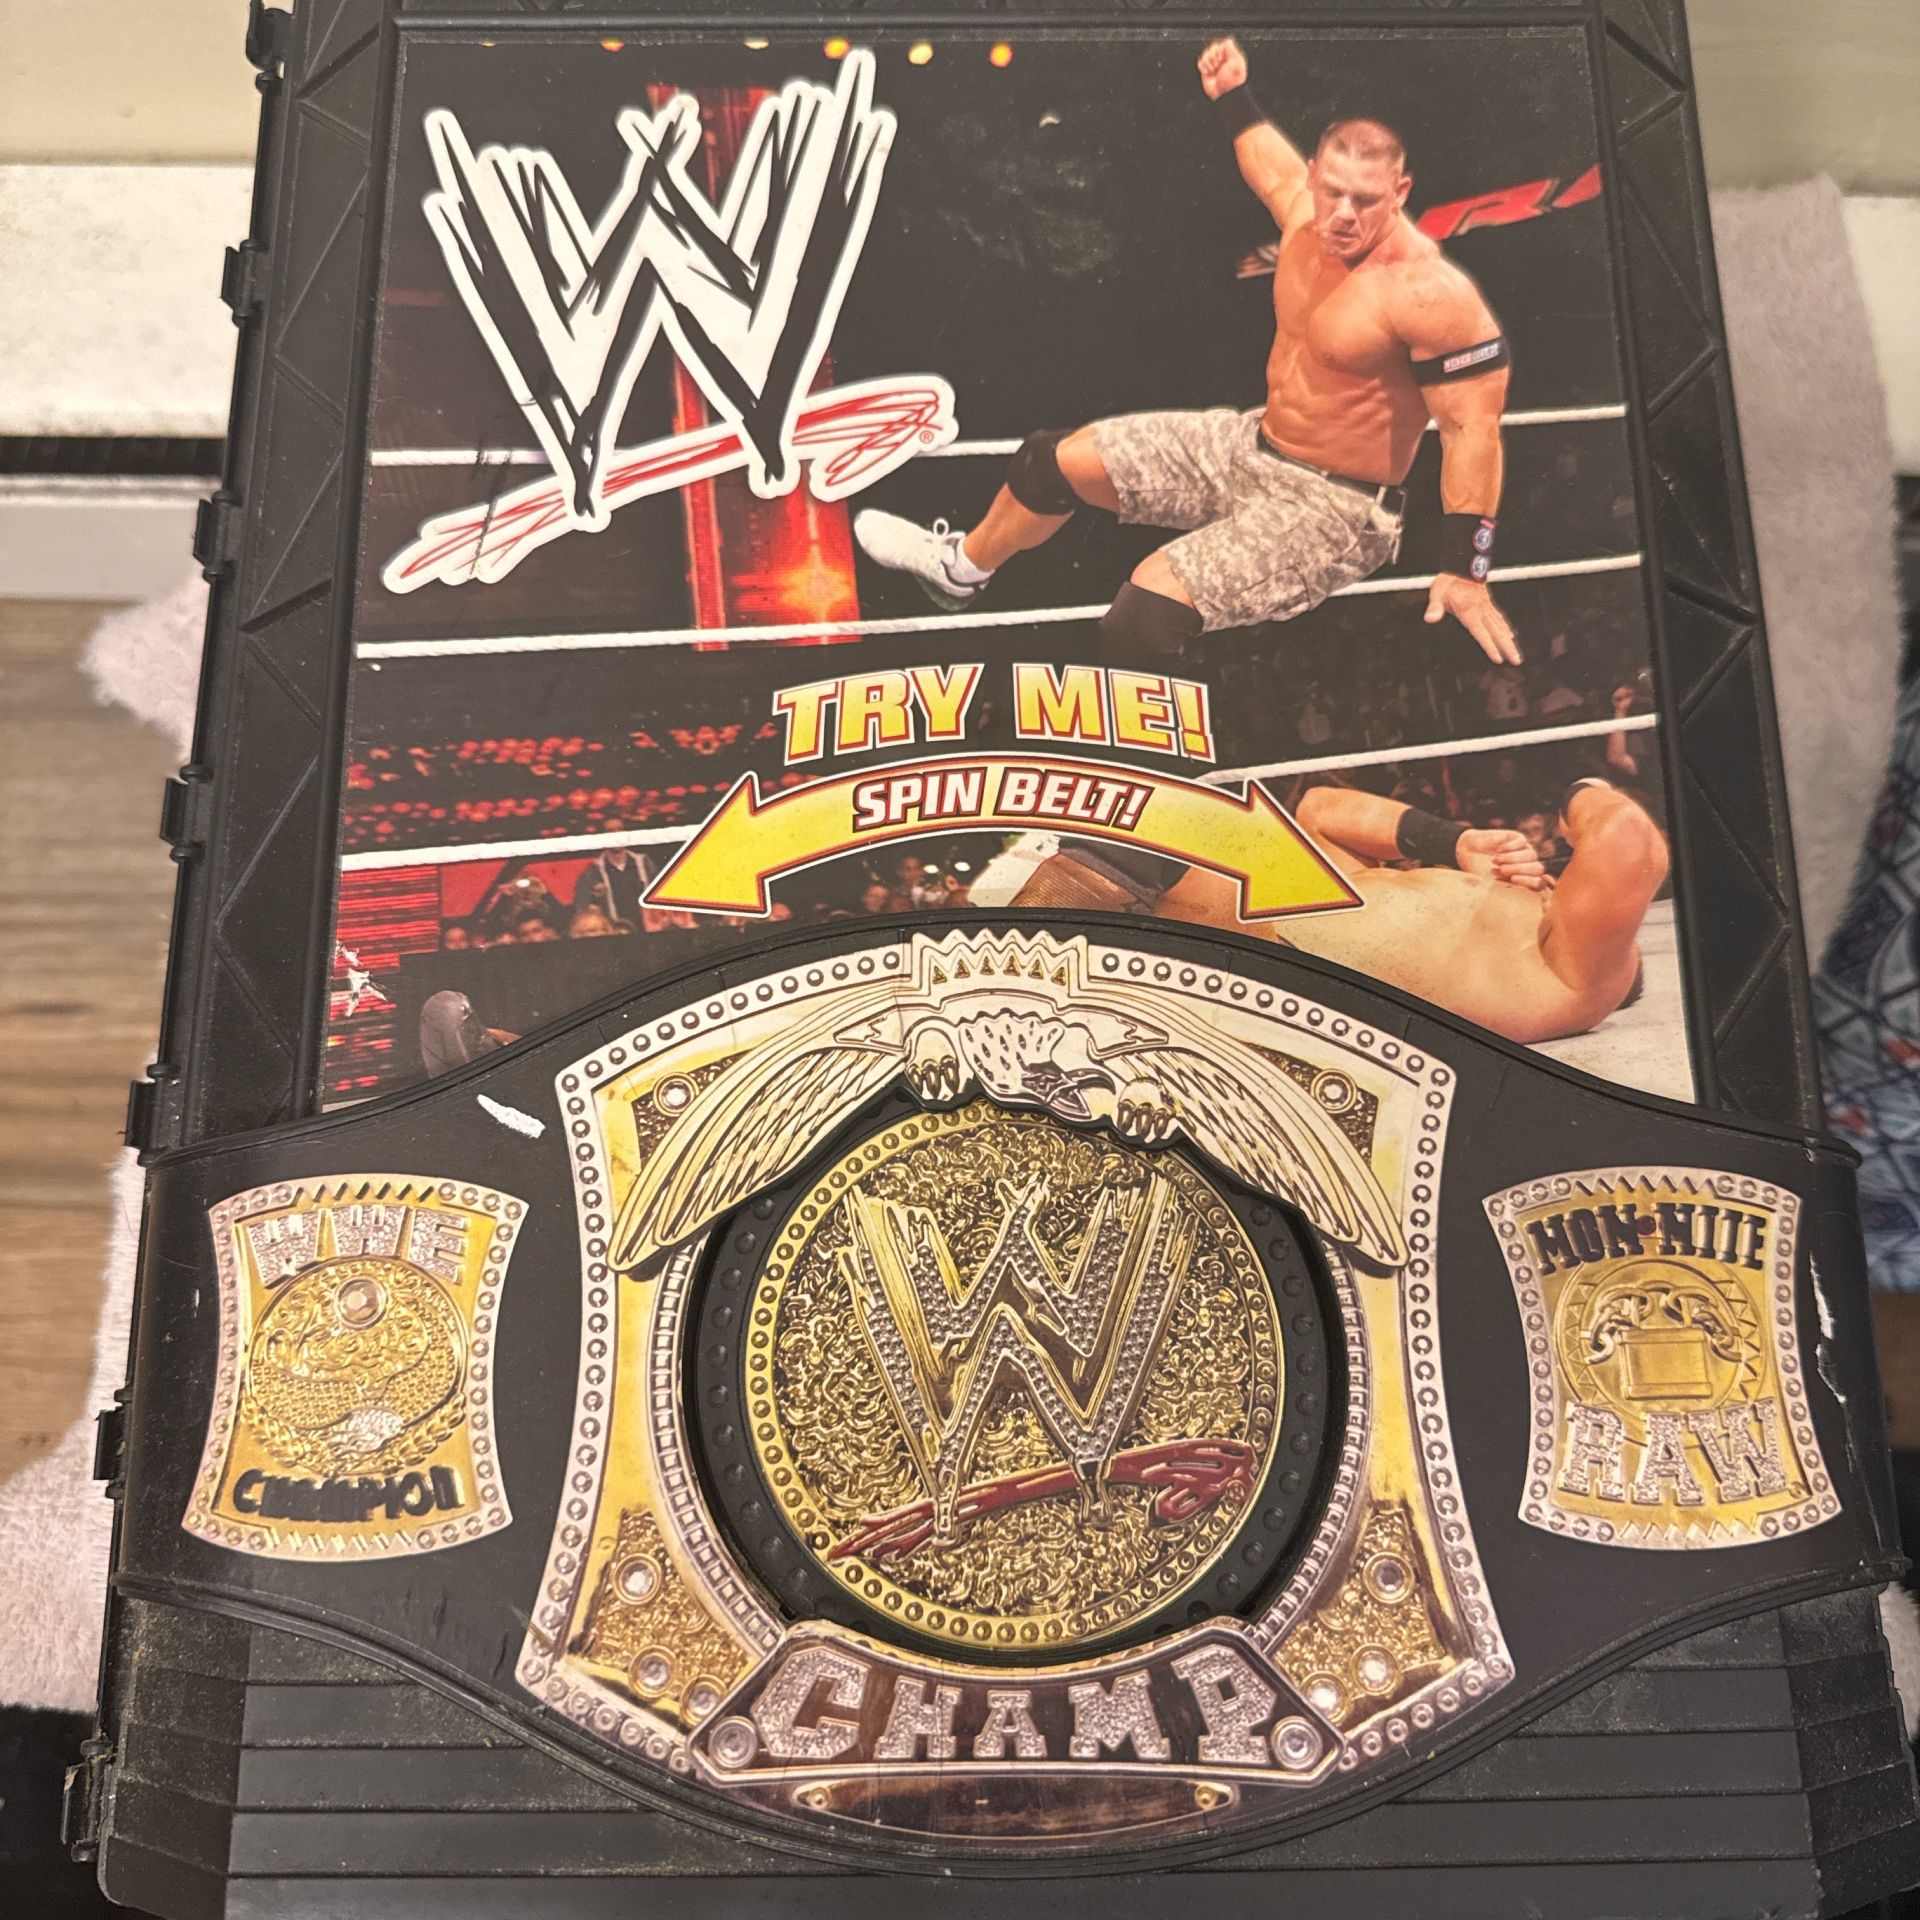 W
R
TRY ME!
SPIN BELT!
WWE
CHAMPION
W
MON·NITE
RAW
CHAMP